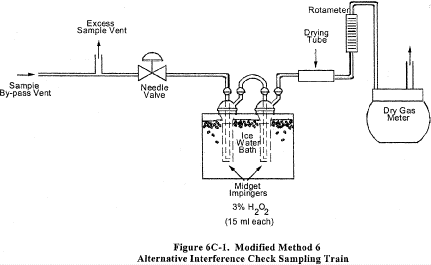 Excess
Sample Vent
Rotameter
Drying
Tube
Sample
By-pass Vent
Needle
Valve
Dry Gas
Meter
Ice
Water
Bath
Midget
Impingers
3% H₂O₂
(15 ml each)
Figure 6C-1. Modified Method 6
Alternative Interference Check Sampling Train